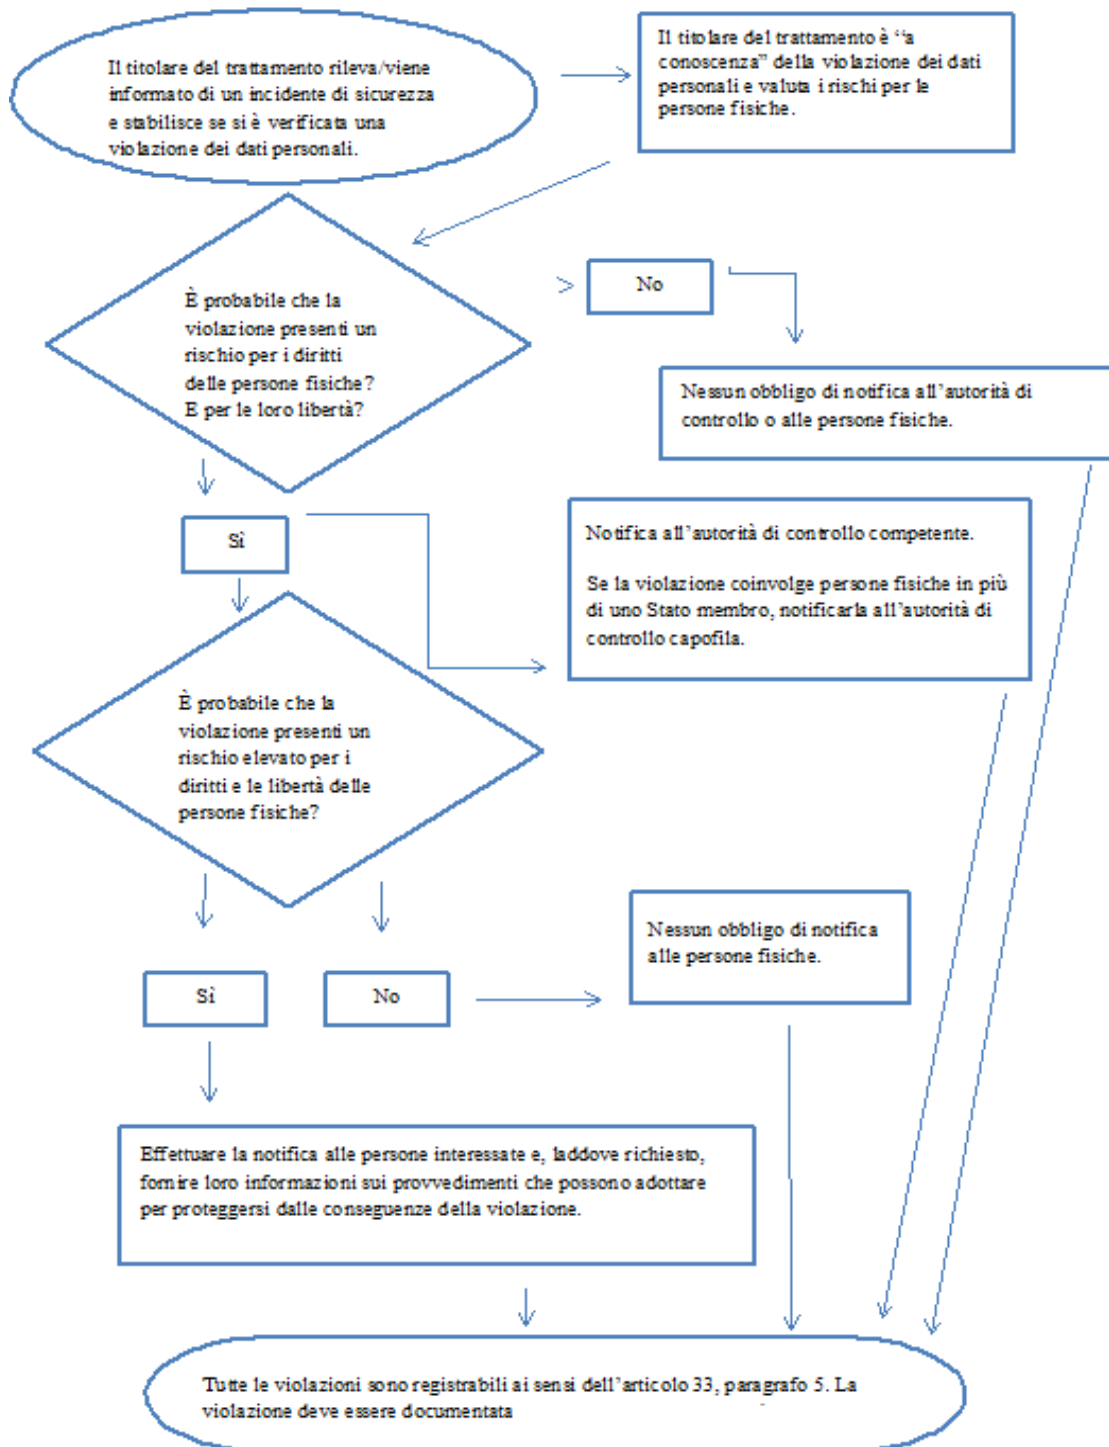 Il titolare del trattamento rileva/viene
informato di un incidente di sicurezza
e stabilisce se si è verificata una
violazione dei dati personali.
Il titolare del trattamento è “a
conoscenza” della violazione dei dati
personali e valuta i rischi per le
persone fisiche.
È probabile che la
violazione presenti un
rischio per i diritti
delle persone fisiche?
E per le loro libertà?
No
Nessun obbligo di notifica all’autorità di
controllo o alle persone fisiche.
Sì
Notifica all’autorità di controllo competente.
Se la violazione coinvolge persone fisiche in più
di uno Stato membro, notificarla all’autorità di
controllo capofila.
È probabile che la
violazione presenti un
rischio elevato per i
diritti e le libertà delle
persone fisiche?
Sì
No
Nessun obbligo di notifica
alle persone fisiche.
Effettuare la notifica alle persone interessate e, laddove richiesto,
fornire loro informazioni sui provvedimenti che possono adottare
per proteggersi dalle conseguenze della violazione.
Tutte le violazioni sono registrabili ai sensi dell’articolo 33, paragrafo 5. La
violazione deve essere documentata